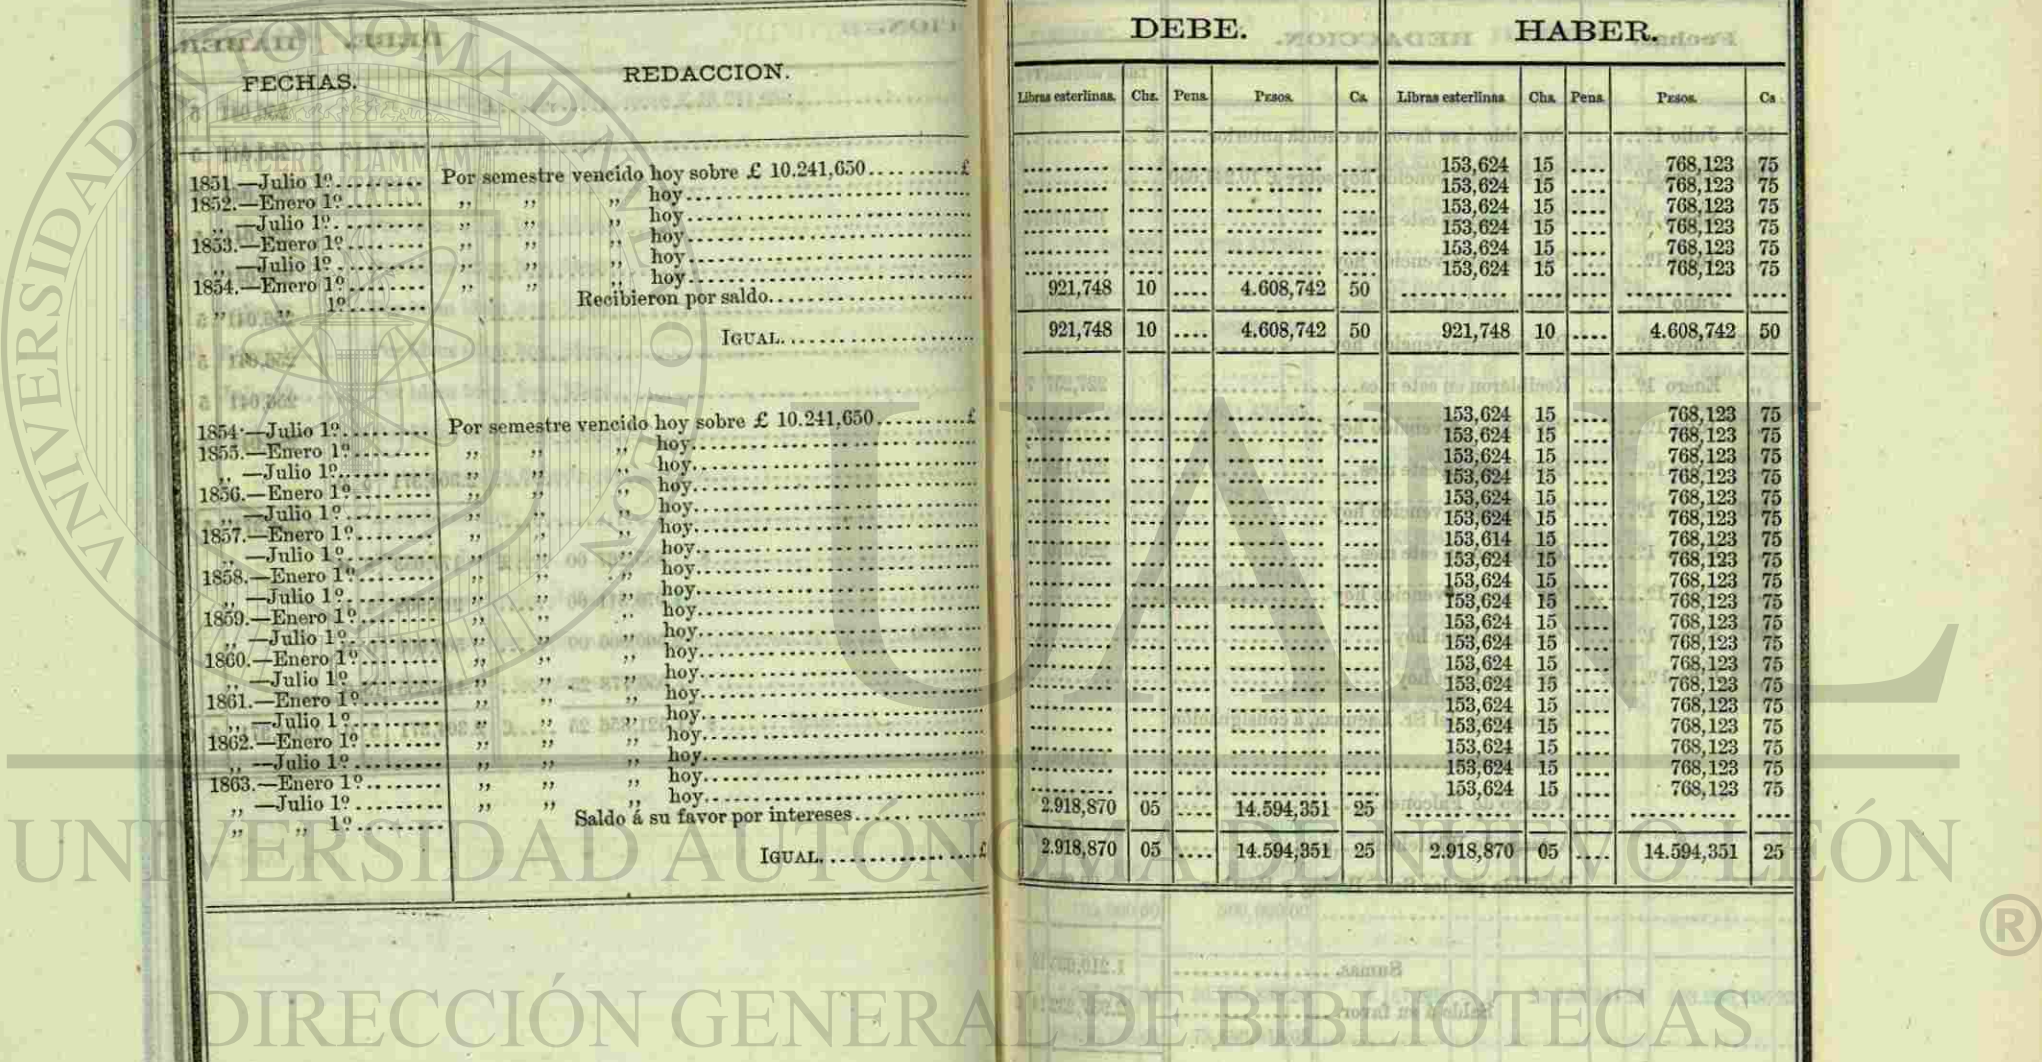 DEBE. HABER.
FECHAS. REDACCION. Libras esterlinas. Chs. Pens. Pesos. Cs. Libras esterlinas Chs. Pens. Pesos. Cs.
1851.—Julio 1º......... Por semestre vencido hoy sobre £ 10.241,650..........£ 153,624 15 .... 768,123 75
1852.—Enero 1º......... ,, ,, ,, hoy.......... 153,624 15 .... 768,123 75
,, —Julio 1º......... ,, ,, ,, hoy.......... 153,624 15 .... 768,123 75
1853.—Enero 1º......... ,, ,, ,, hoy.......... 153,624 15 .... 768,123 75
,, —Julio 1º......... ,, ,, ,, hoy.......... 153,624 15 .... 768,123 75
1854.—Enero 1º......... ,, ,, ,, hoy.......... 153,624 15 .... 768,123 75
,, ,, 1º......... Recibieron por saldo.......... 921,748 10 .... 4.608,742 50
IGUAL.......... 921,748 10 .... 4.608,742 50 921,748 10 .... 4.608,742 50
1854.—Julio 1º......... Por semestre vencido hoy sobre £ 10.241,650..........£ 153,624 15 .... 768,123 75
1855.—Enero 1º......... ,, ,, ,, hoy.......... 153,624 15 .... 768,123 75
,, —Julio 1º......... ,, ,, ,, hoy.......... 153,624 15 .... 768,123 75
1856.—Enero 1º......... ,, ,, ,, hoy.......... 153,624 15 .... 768,123 75
,, —Julio 1º......... ,, ,, ,, hoy.......... 153,624 15 .... 768,123 75
1857.—Enero 1º......... ,, ,, ,, hoy.......... 153,624 15 .... 768,123 75
,, —Julio 1º......... ,, ,, ,, hoy.......... 153,614 15 .... 768,123 75
1858.—Enero 1º......... ,, ,, ,, hoy.......... 153,624 15 .... 768,123 75
,, —Julio 1º......... ,, ,, ,, hoy.......... 153,624 15 .... 768,123 75
1859.—Enero 1º......... ,, ,, ,, hoy.......... 153,624 15 .... 768,123 75
,, —Julio 1º......... ,, ,, ,, hoy.......... 153,624 15 .... 768,123 75
1860.—Enero 1º......... ,, ,, ,, hoy.......... 153,624 15 .... 768,123 75
,, —Julio 1º......... ,, ,, ,, hoy.......... 153,624 15 .... 768,123 75
1861.—Enero 1º......... ,, ,, ,, hoy.......... 153,624 15 .... 768,123 75
,, —Julio 1º......... ,, ,, ,, hoy.......... 153,624 15 .... 768,123 75
1862.—Enero 1º......... ,, ,, ,, hoy.......... 153,624 15 .... 768,123 75
,, —Julio 1º......... ,, ,, ,, hoy.......... 153,624 15 .... 768,123 75
1863.—Enero 1º......... ,, ,, ,, hoy.......... 153,624 15 .... 768,123 75
,, —Julio 1º......... ,, ,, ,, hoy.......... 153,624 15 .... 768,123 75
,, ,, 1º......... Saldo á su favor por intereses.......... 2.918,870 05 .... 14.594,351 25
IGUAL..........£ 2.918,870 05 .... 14.594,351 25 2.918,870 05 .... 14.594,351 25
UANL
UNIVERSIDAD AUTÓNOMA DE NUEVO LEÓN
®
DIRECCIÓN GENERAL DE BIBLIOTECAS